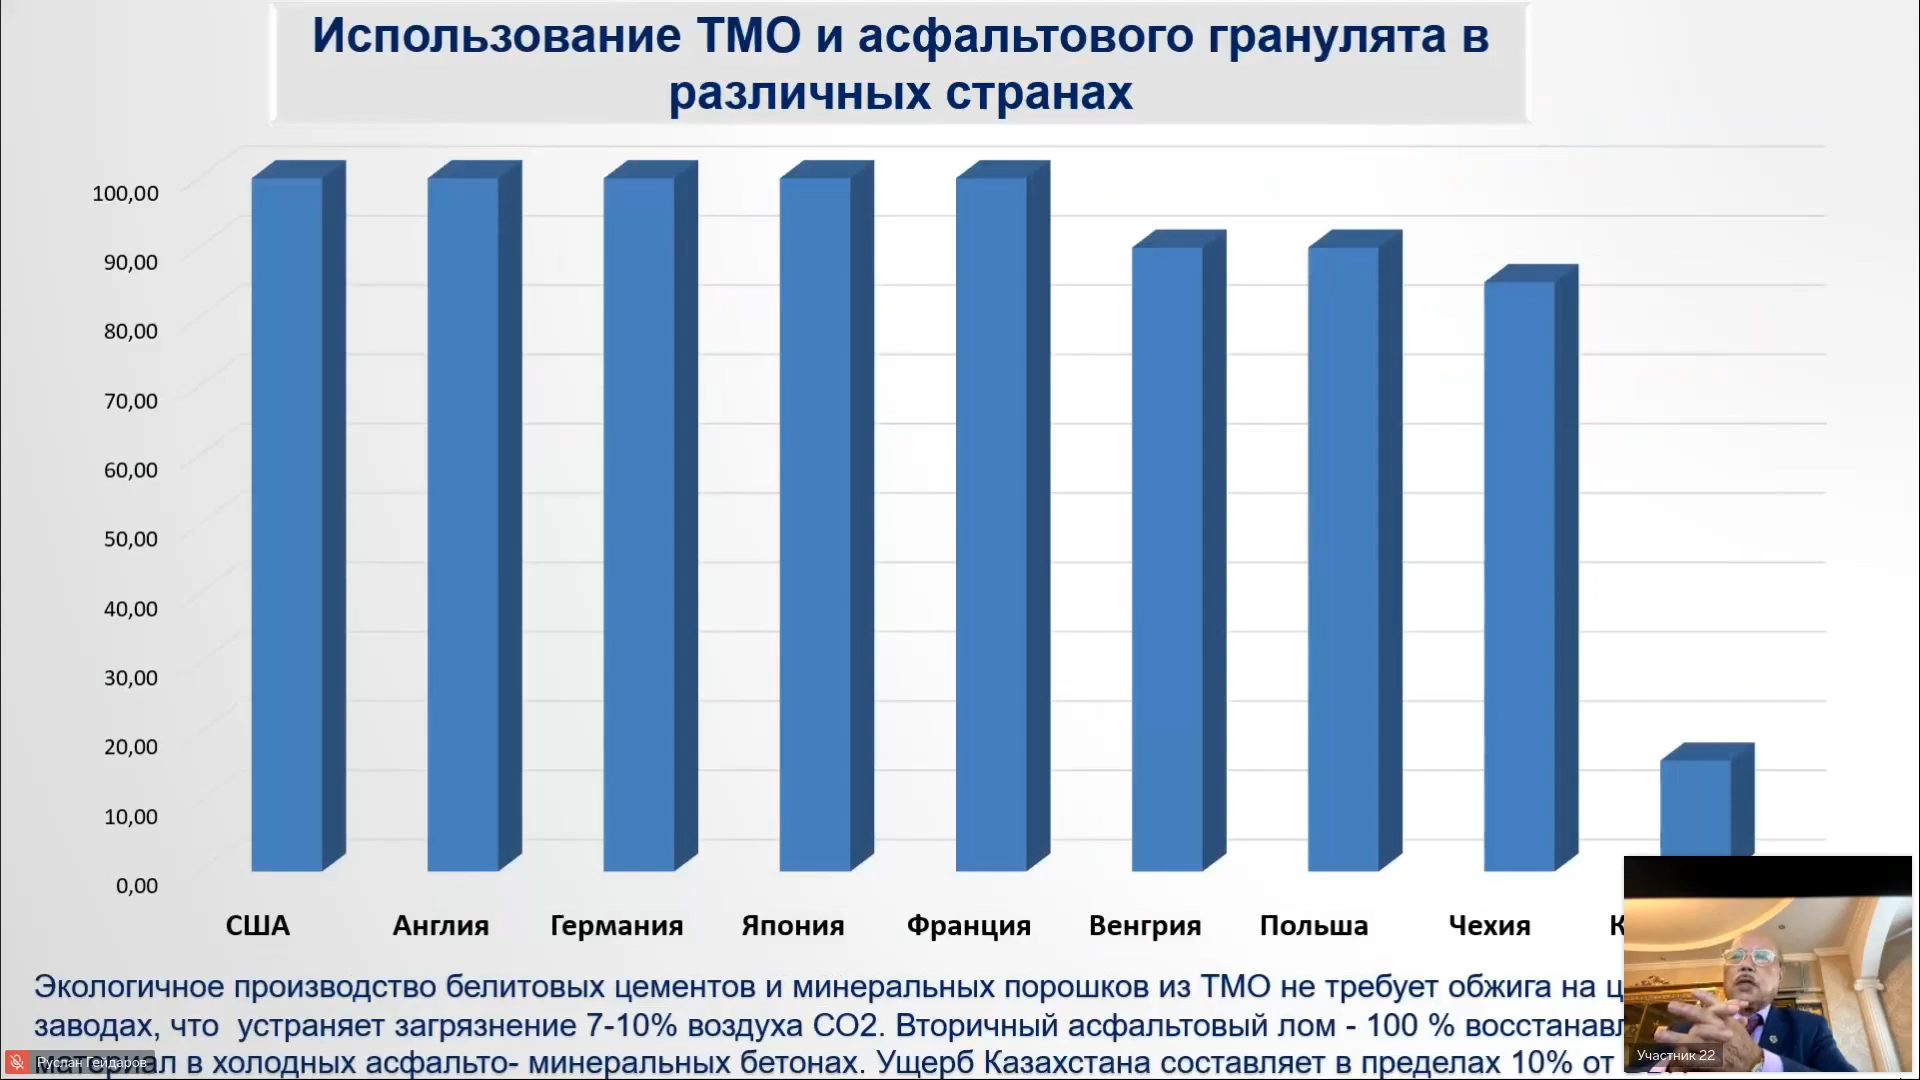 Использование ТМО и асфальтового гранулята в
различных странах
100,00
90,00
80,00
70,00
60,00
50,00
40,00
30,00
20,00
10,00
0,00
США Англия Германия Япония Франция Венгрия Польша Чехия
Экологичное производство белитовых цементов и минеральных порошков из ТМО не требует обжига на
заводах, что устраняет загрязнение 7-10% воздуха СО2. Вторичный асфальтовый лом - 100 %
материал в холодных асфальто- минеральных бетонах. Ущерб Казахстана составляет в пределах 10% от
Руслан Гейдаров
Участник 22